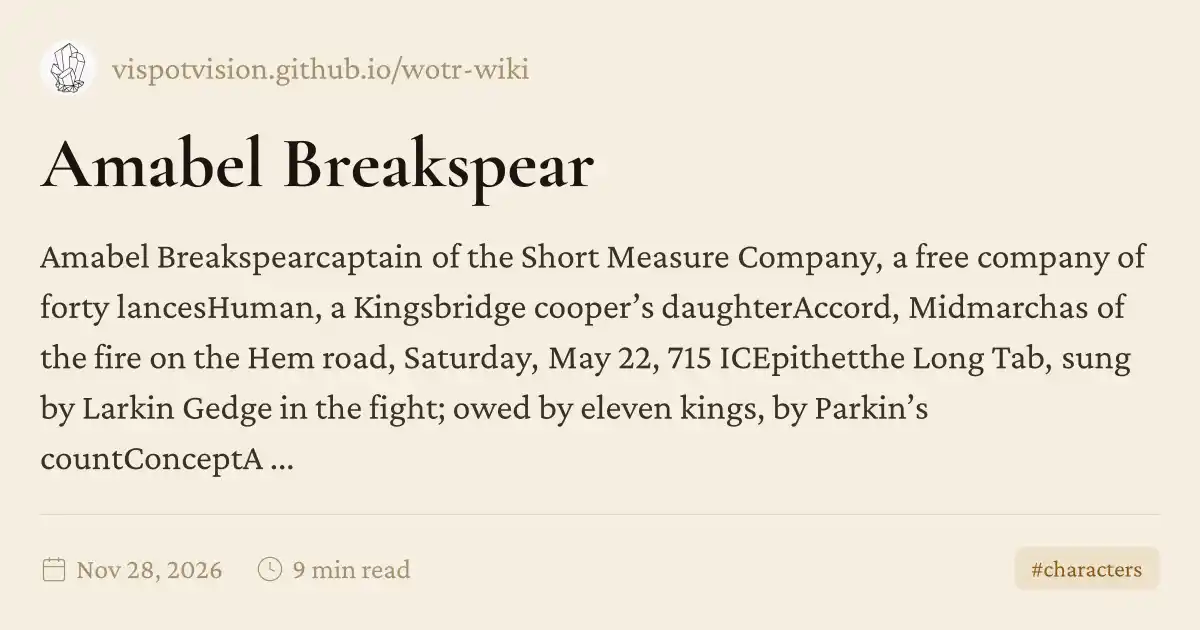 vispotvision.github.io/wotr-wiki
Amabel Breakspear
Amabel Breakspearcaptain of the Short Measure Company, a free company of
forty lancesHuman, a Kingsbridge cooper’s daughterAccord, Midmarchas of
the fire on the Hem road, Saturday, May 22, 715 ICEpithetthe Long Tab, sung
by Larkin Gedge in the fight; owed by eleven kings, by Parkin’s
countConceptA ...
Nov 28, 2026
9 min read
#characters